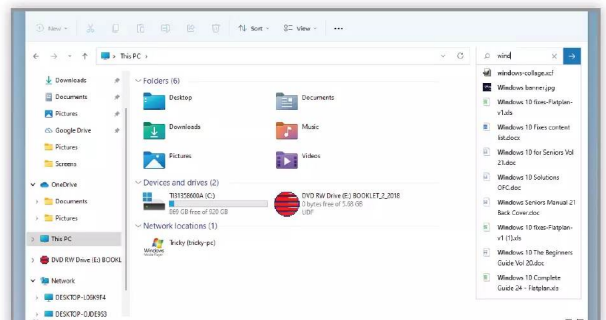 New
Sort
View
This PC
wind
Downloads
Documents
Pictures
Google Drive
Pictures
Screens
OneDrive
Documents
Pictures
This PC
DVD RW Drive (E:) BOOKL
Network
DESKTOP-L06K9F4
DESKTOP-OJDE9S3
Folders (6)
Desktop
Documents
Downloads
Music
Pictures
Videos
Devices and drives (2)
TI31358600A (C:)
869 GB free of 920 GB
DVD RW Drive (E:) BOOKLET_2_2018
0 bytes free of 5.68 GB
UDF
Network locations (1)
Tricky (tricky-pc)
windows-collage.xcf
Windows banner.jpg
Windows 10 fixes-Flatplan-
v1.xls
Windows 10 Fixes content
list.docx
Windows 10 for Seniors Vol
21.doc
Windows 10 Solutions
OFC.doc
Windows Seniors Manual 21
Back Cover.doc
Windows 10 fixes-Flatplan-
v1 (1).xls
Windows 10 The Beginners
Guide Vol 20.doc
Windows 10 Complete
Guide 24 - Flatplan.xls